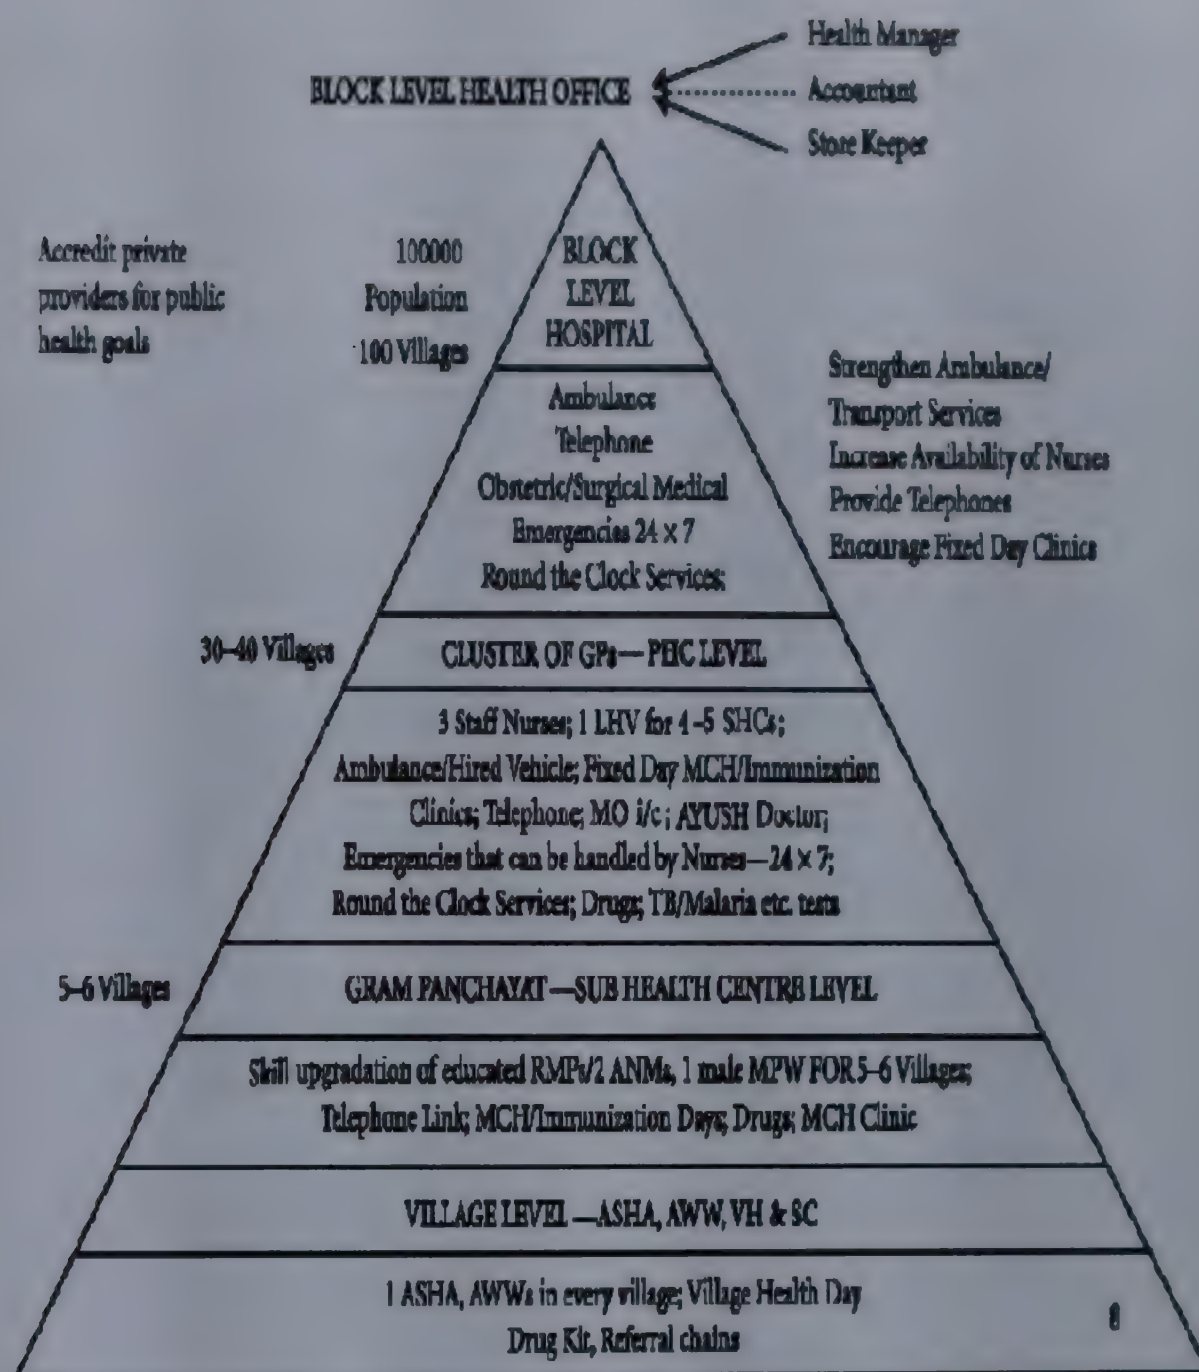 Health Manager
BLOCK LEVEL HEALTH OFFICE
Accountant
Store Keeper
Accredit private
providers for public
health goals
100000
Population
100 Villages
BLOCK
LEVEL
HOSPITAL
Strengthen Ambulance/
Transport Services
Increase Availability of Nurses
Provide Telephones
Encourage Fixed Day Clinics
Ambulance
Telephone
Obstetric/Surgical Medical
Emergencies 24 × 7
Round the Clock Services;
30–40 Villages
CLUSTER OF GPs—PHC LEVEL
3 Staff Nurses; 1 LHV for 4–5 SHCs;
Ambulance/Hired Vehicle; Fixed Day MCH/Immunization
Clinics; Telephone; MO i/c; AYUSH Doctor;
Emergencies that can be handled by Nurses—24 × 7;
Round the Clock Services; Drugs; TB/Malaria etc. tests
5–6 Villages
GRAM PANCHAYAT—SUB HEALTH CENTRE LEVEL
Skill upgradation of educated RMPs/2 ANMs, 1 male MPW FOR 5–6 Villages;
Telephone Link; MCH/Immunization Days; Drugs; MCH Clinic
VILLAGE LEVEL—ASHA, AWW, VH & SC
1 ASHA, AWWs in every village; Village Health Day
Drug Kit, Referral chains
8